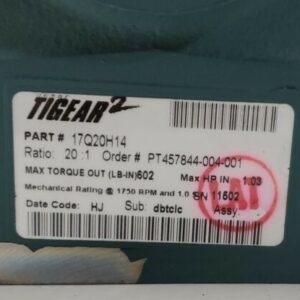 TIGEAR 2
PART # 17Q20H14
Ratio: 20 :1 Order # PT457844-004-001
MAX TORQUE OUT (LB-IN) 602 Max HP IN 1.03
Mechanical Rating @ 1750 RPM and 1.0 SN 11502
Date Code: HJ Sub: dbtclc Assy: